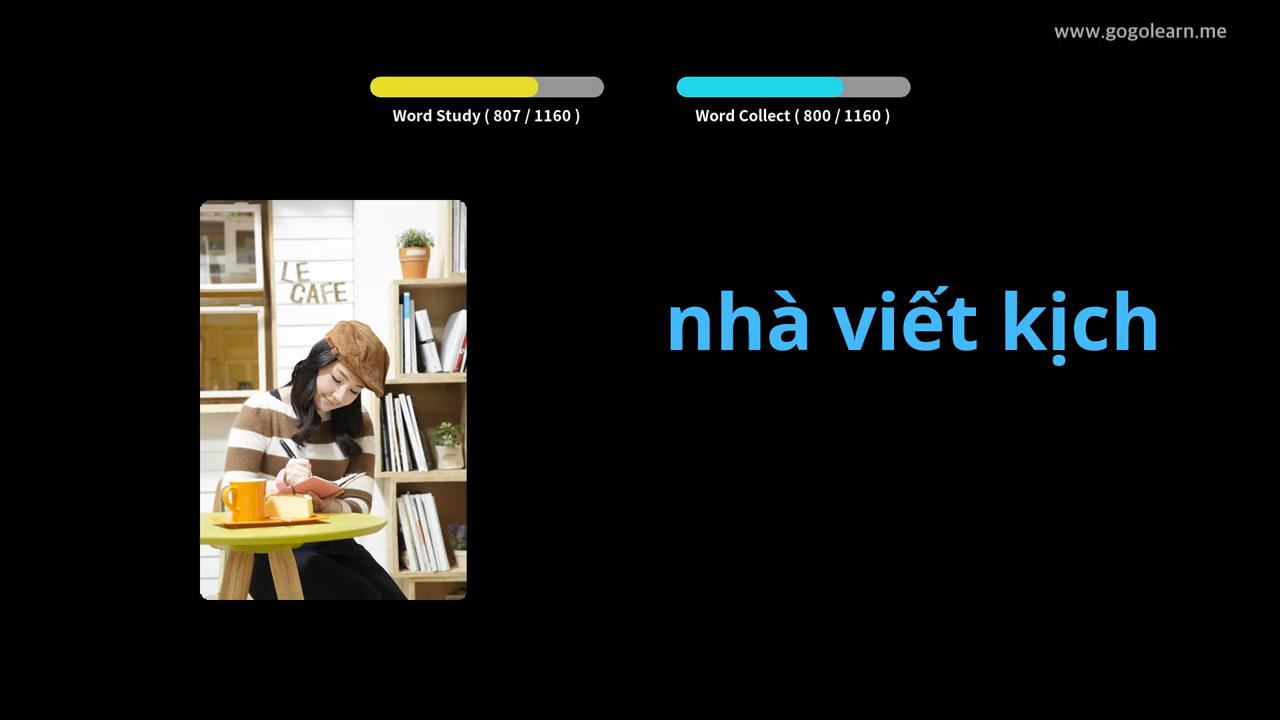 www.gogolearn.me
Word Study ( 807 / 1160 )
Word Collect ( 800 / 1160 )
LE
CAFE
nhà viết kịch